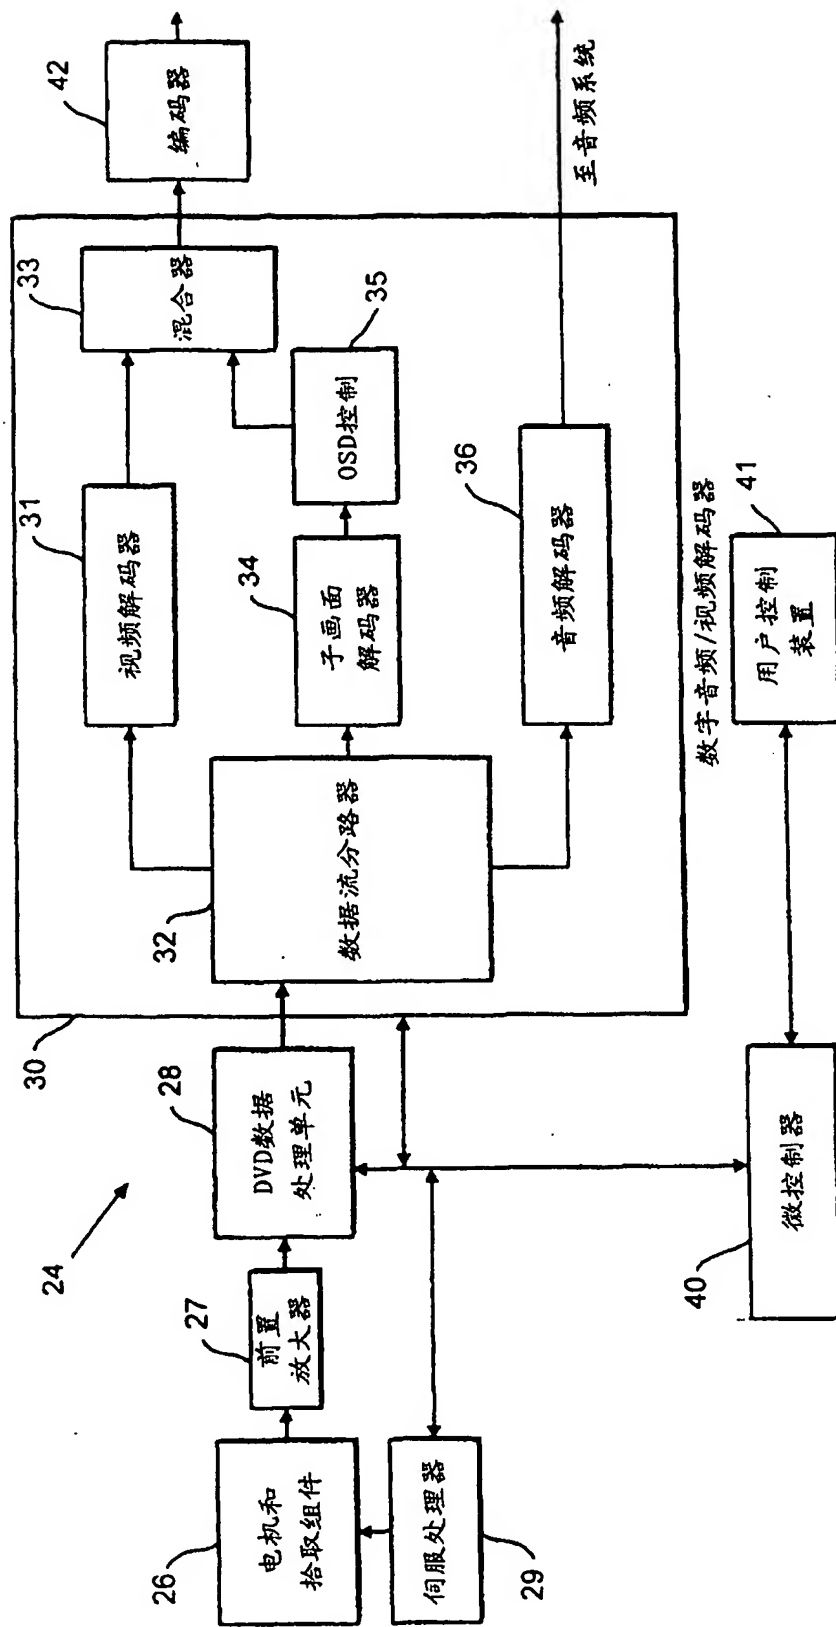 24
26
电机和
拾取组件
27
前置
放大器
28
DVD数据
处理单元
29
伺服处理器
30
32
数据流分路器
31
视频解码器
34
子画面
解码器
35
OSD控制
33
混合器
36
音频解码器
42
编码器
至音频系统
数字音频/视频解码器
40
微控制器
41
用户控制
装置